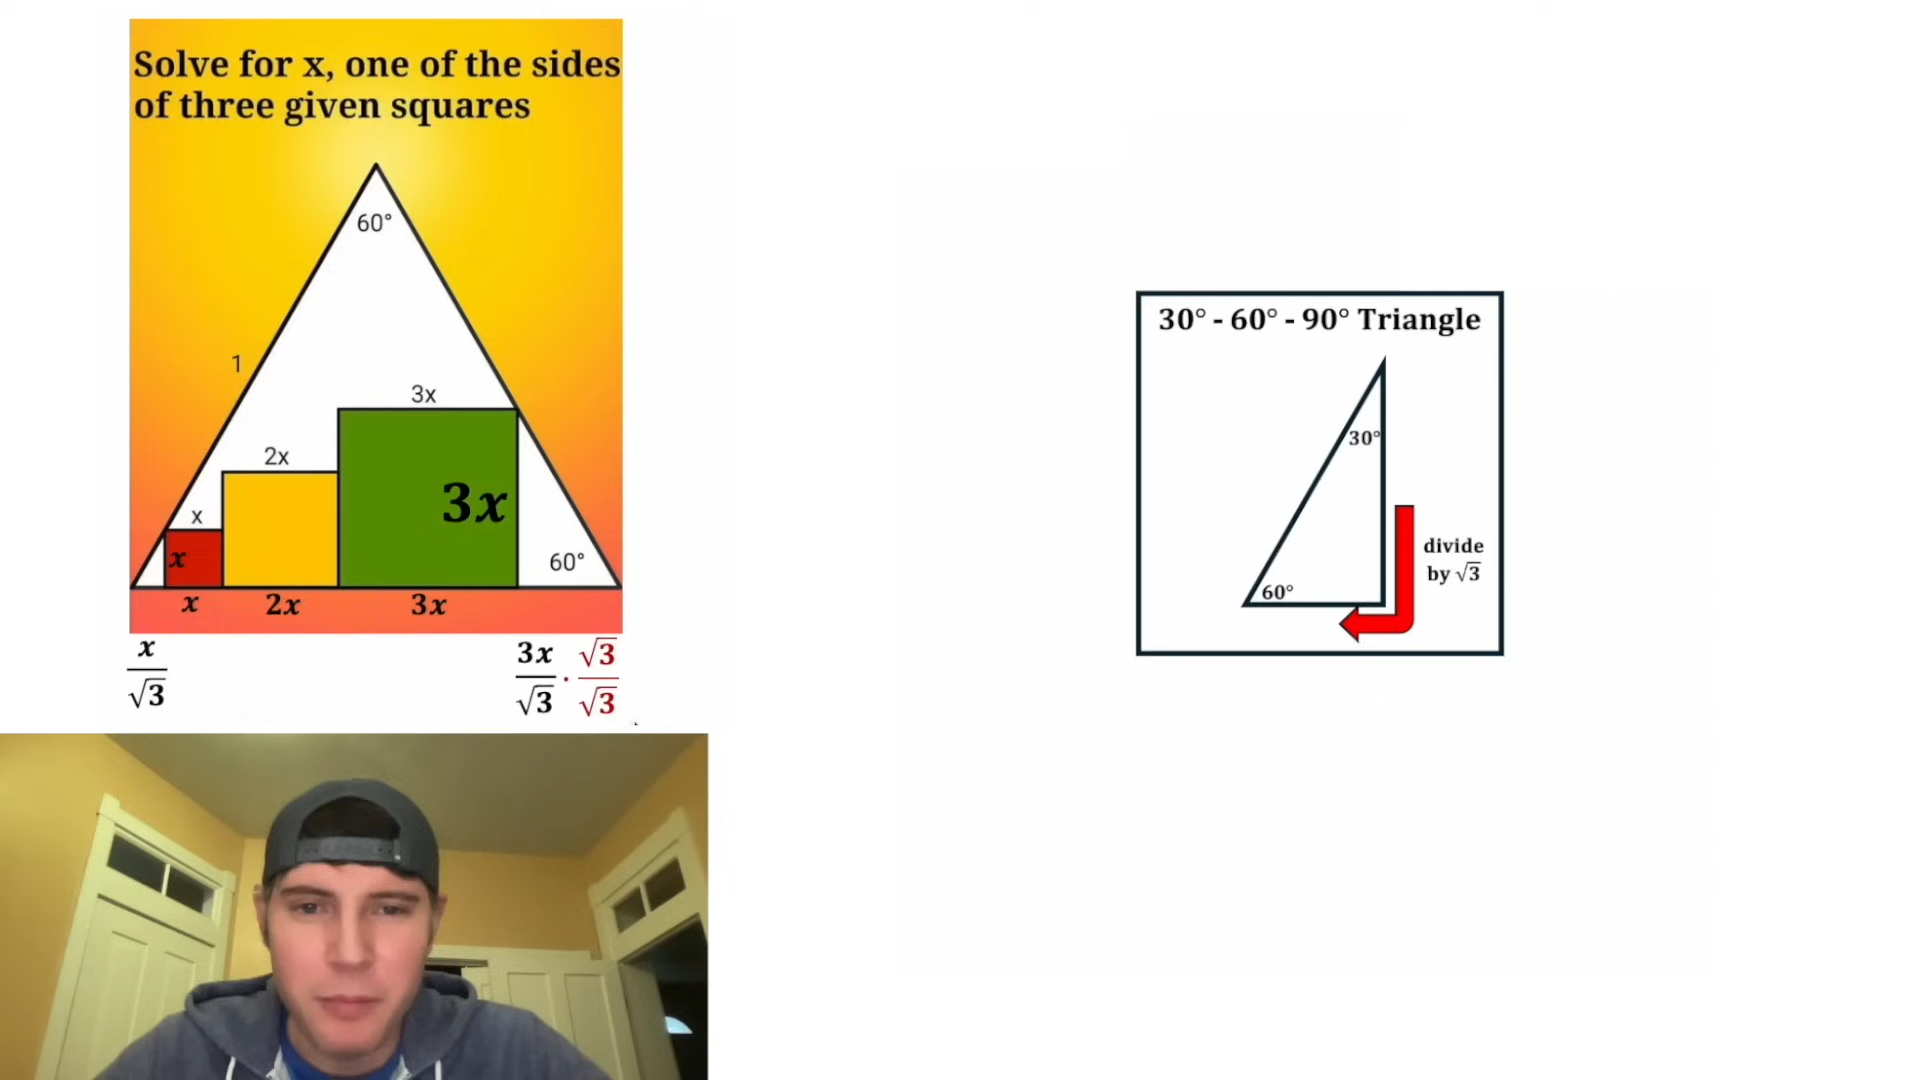 Solve for x, one of the sides
of three given squares
60°
1
3x
2x
3x
x
60°
x
x 2x 3x
x/√3
3x/√3 · √3/√3
30° - 60° - 90° Triangle
30°
divide
by √3
60°